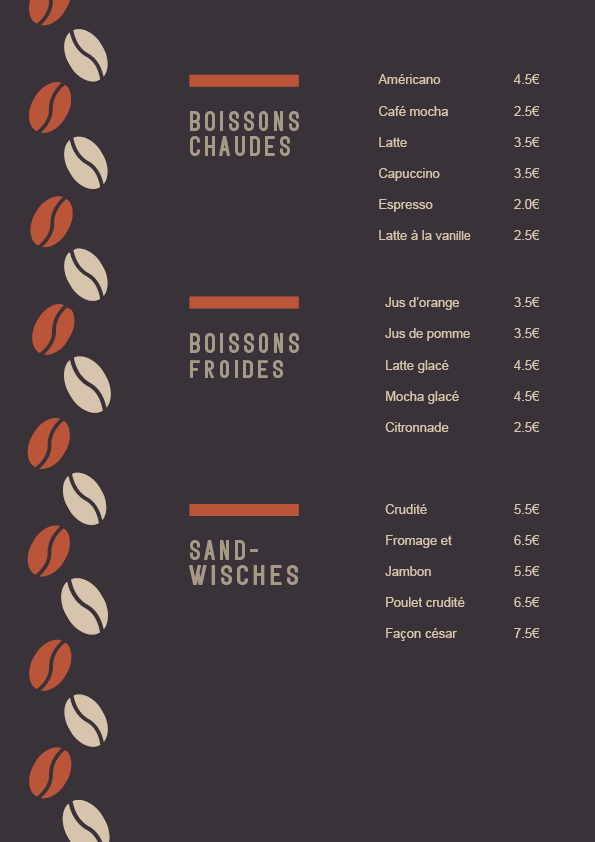 BOISSONS
CHAUDES
Américano 4.5€
Café mocha 2.5€
Latte 3.5€
Capuccino 3.5€
Espresso 2.0€
Latte à la vanille 2.5€
BOISSONS
FROIDES
Jus d'orange 3.5€
Jus de pomme 3.5€
Latte glacé 4.5€
Mocha glacé 4.5€
Citronnade 2.5€
SAND-
WISCHES
Crudité 5.5€
Fromage et 6.5€
Jambon 5.5€
Poulet crudité 6.5€
Façon césar 7.5€